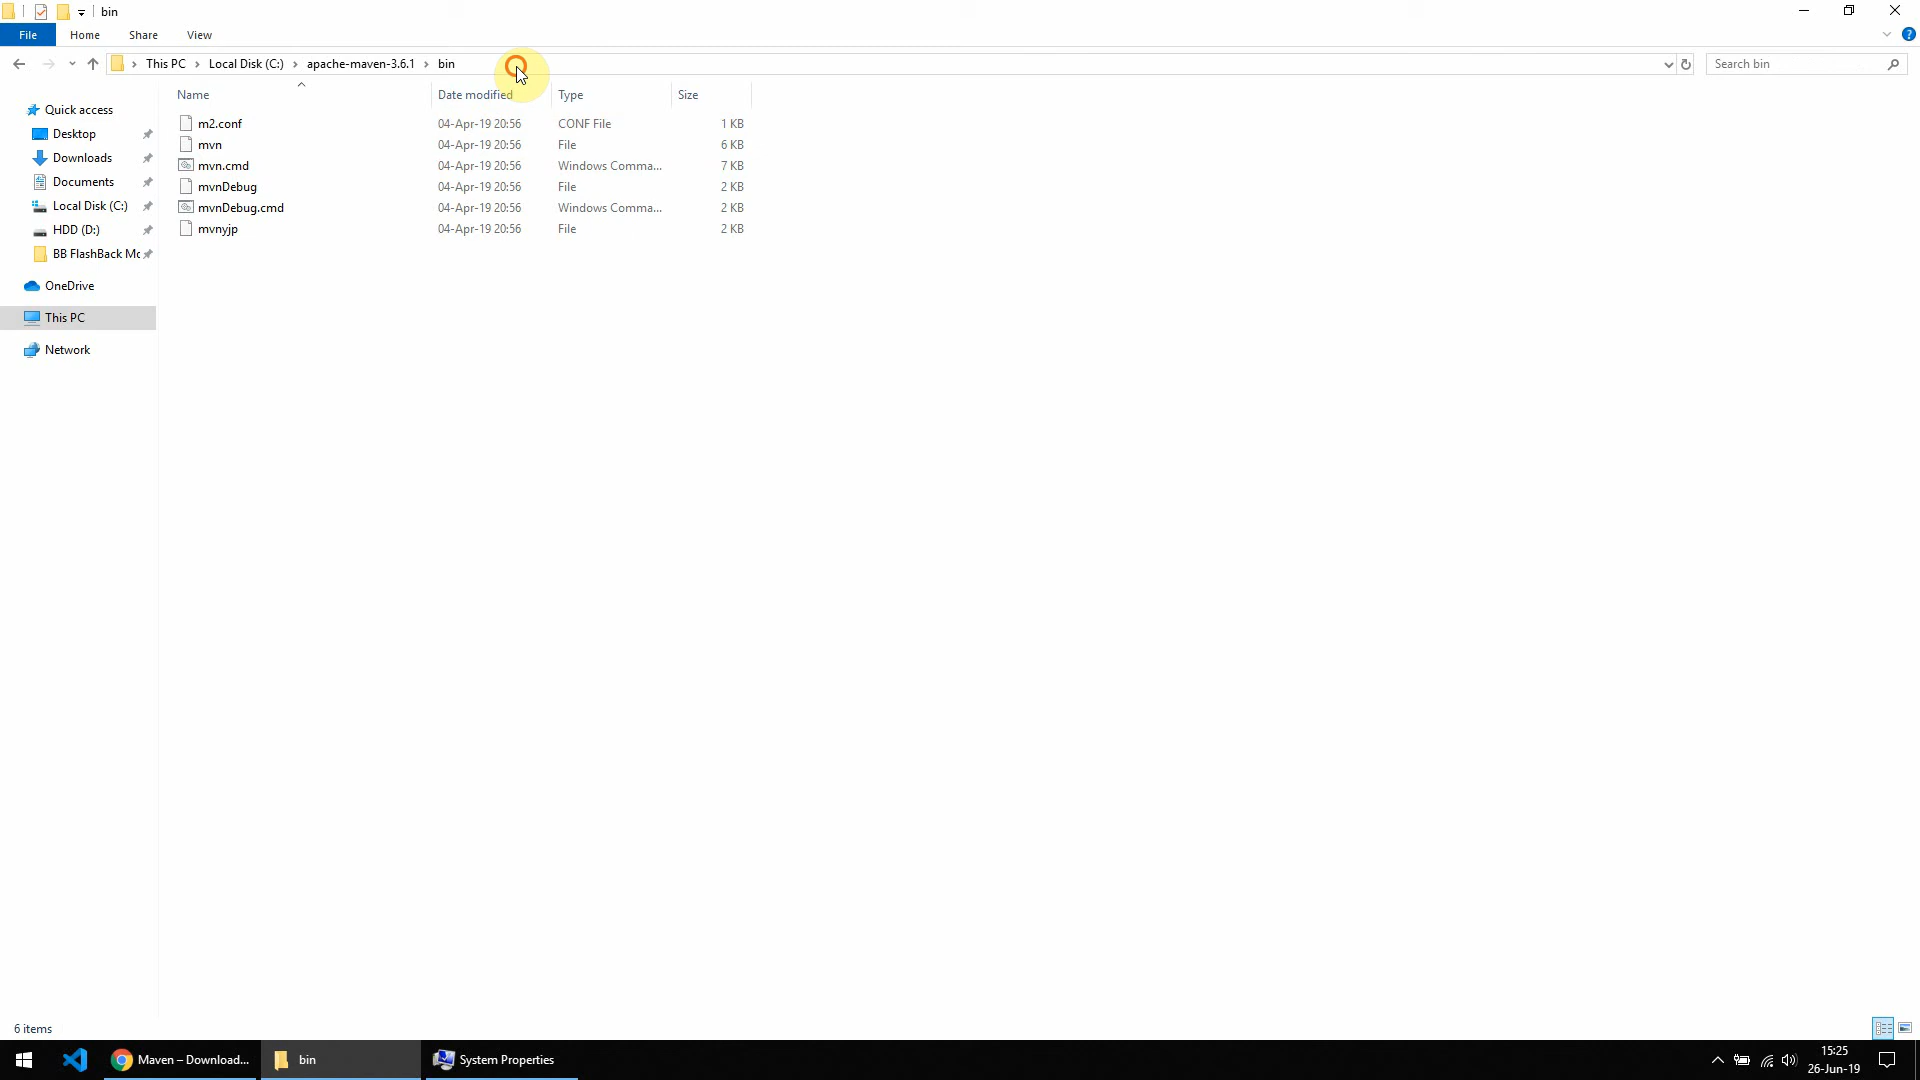 bin
File Home Share View
This PC > Local Disk (C:) > apache-maven-3.6.1 > bin
Search bin
Name Date modified Type Size
Quick access
Desktop
Downloads
Documents
Local Disk (C:)
HDD (D:)
BB FlashBack Mc
OneDrive
This PC
Network
m2.conf 04-Apr-19 20:56 CONF File 1 KB
mvn 04-Apr-19 20:56 File 6 KB
mvn.cmd 04-Apr-19 20:56 Windows Comma... 7 KB
mvnDebug 04-Apr-19 20:56 File 2 KB
mvnDebug.cmd 04-Apr-19 20:56 Windows Comma... 2 KB
mvnyjp 04-Apr-19 20:56 File 2 KB
6 items
Maven – Download... bin System Properties
15:25
26-Jun-19